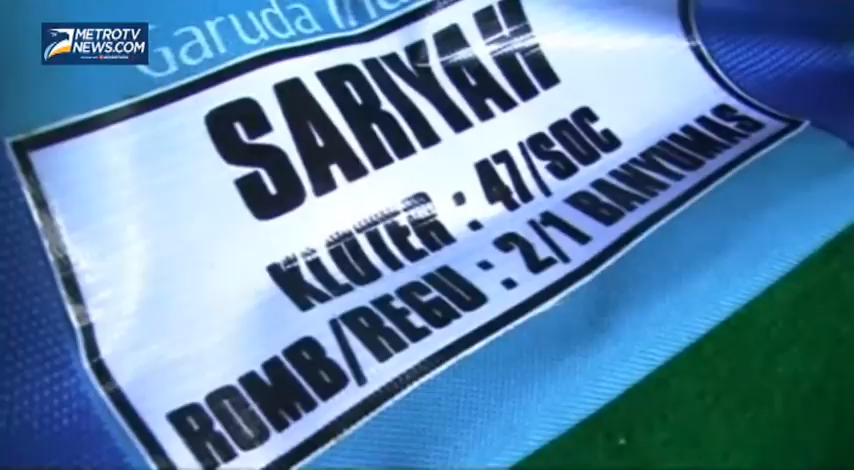 METROTV
NEWS.COM
Garuda
SARIYAH
KLOTER : 47/SOC
ROMB/REGU : 2/1 BANYUMAS